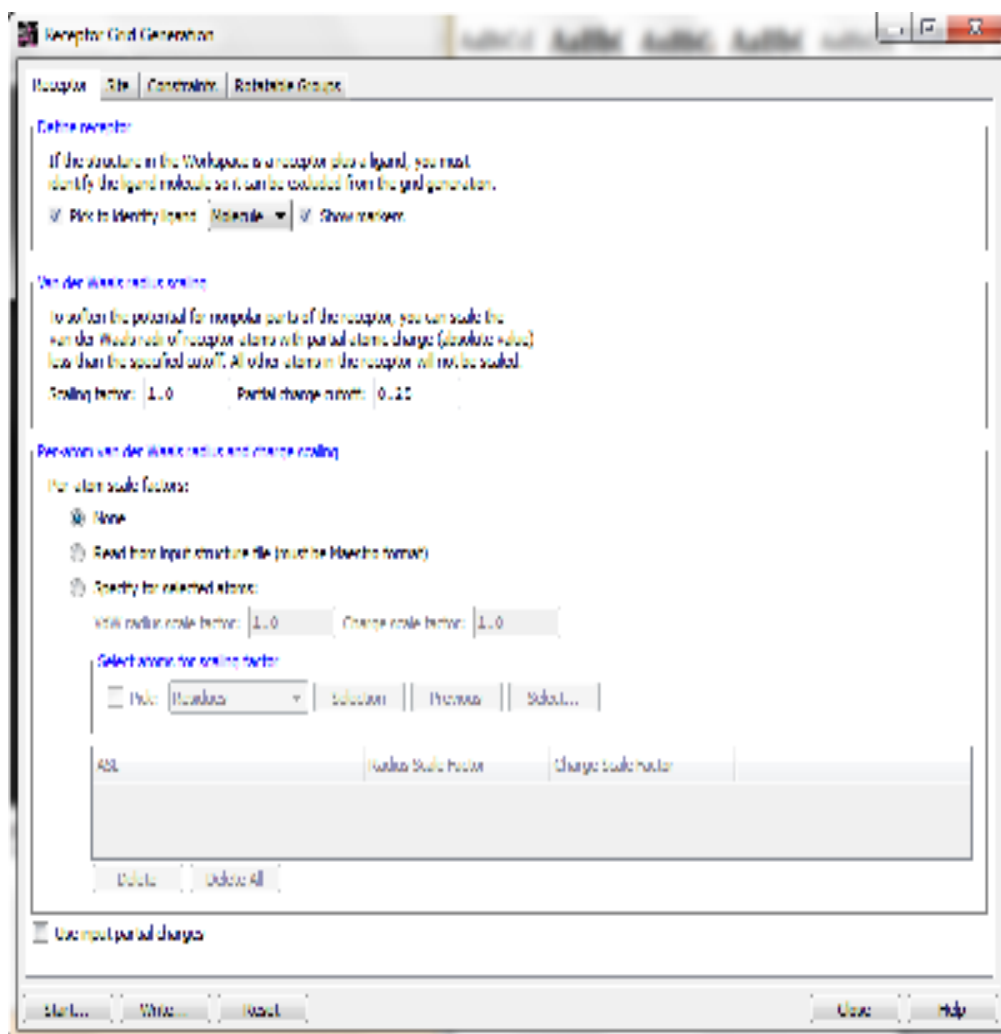 Receptor Grid Generation
Receptor Site Constraints Rotatable Groups
Define receptor
If the structure in the Workspace is a receptor plus a ligand, you must
identify the ligand molecule so it can be excluded from the grid generation.
Pick to identify ligand Molecule Show markers
Van der Waals radius scaling
To soften the potential for nonpolar parts of the receptor, you can scale the
van der Waals radii of receptor atoms with partial atomic charge (absolute value)
less than the specified cutoff. All other atoms in the receptor will not be scaled.
Scaling factor: 1.0 Partial charge cutoff: 0.25
Per-atom van der Waals radius and charge scaling
Per-atom scale factors:
None
Read from input structure file (must be Maestro format)
Specify for selected atoms:
VdW radius scale factor: 1.0 Charge scale factor: 1.0
Select atoms for scaling factor
Pick: Residues Selection Previous Select...
ASL Radius Scale Factor Charge Scale Factor
Delete Delete All
Use input partial charges
Start... Write... Reset Close Help